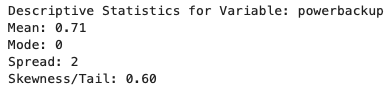 Descriptive Statistics for Variable: powerbackup
Mean: 0.71
Mode: 0
Spread: 2
Skewness/Tail: 0.60